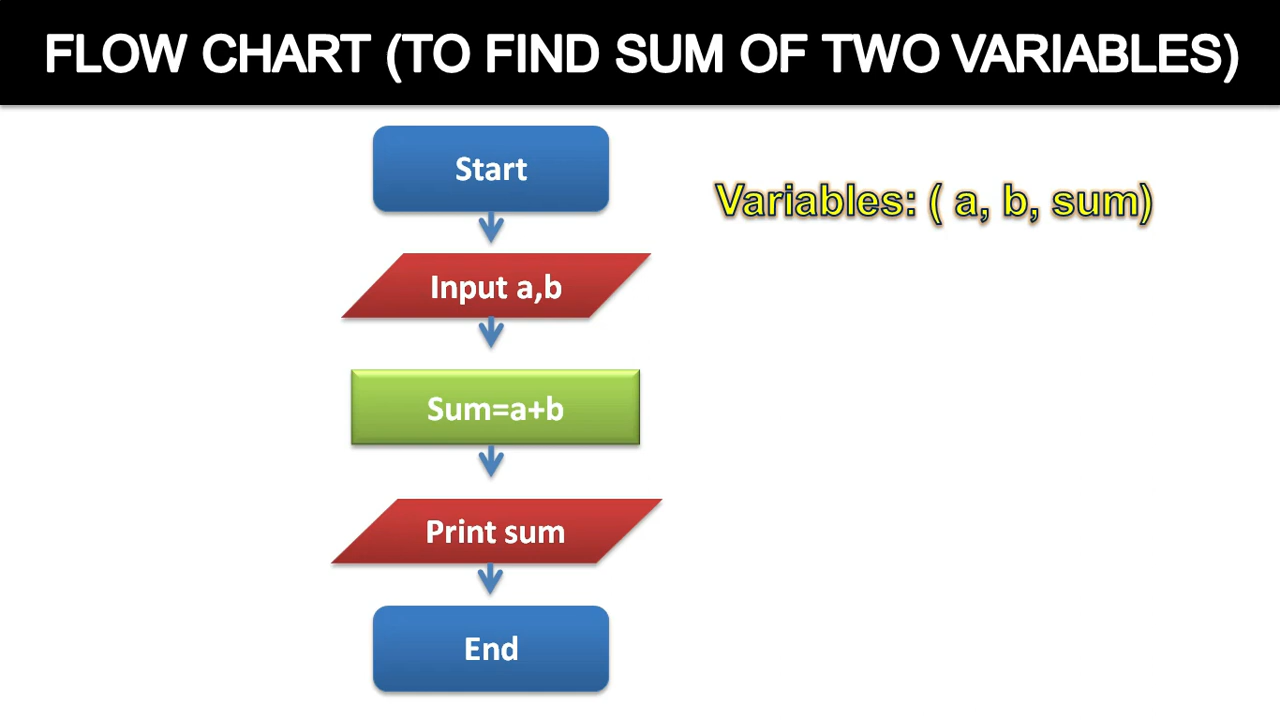 FLOW CHART (TO FIND SUM OF TWO VARIABLES)
Start
Variables: ( a, b, sum)
Input a,b
Sum=a+b
Print sum
End